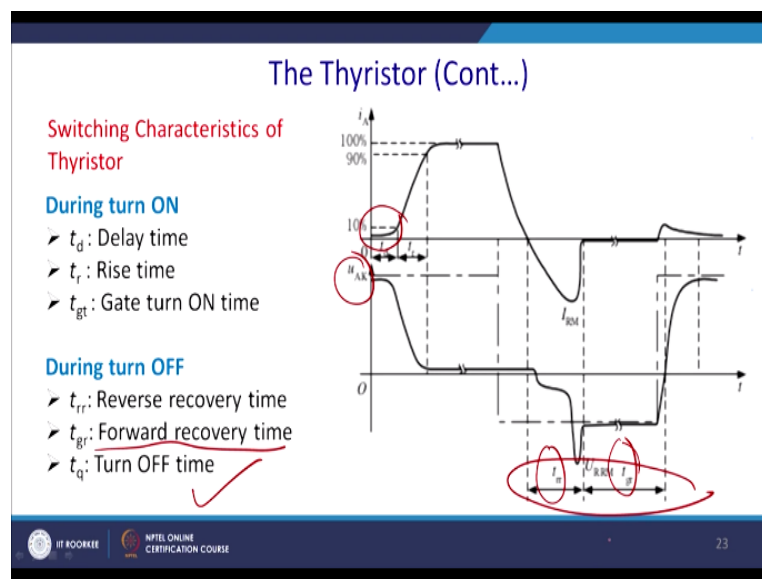 The Thyristor (Cont...)
Switching Characteristics of
Thyristor
During turn ON
➤ td : Delay time
➤ tr : Rise time
➤ tgt : Gate turn ON time
During turn OFF
➤ trr: Reverse recovery time
➤ tgr: Forward recovery time
➤ tq: Turn OFF time
iA
100%
90%
10%
0
tr
t
uAK
IRM
O
t
trr
URRM
tgr
IIT ROORKEE
NPTEL ONLINE
CERTIFICATION COURSE
23